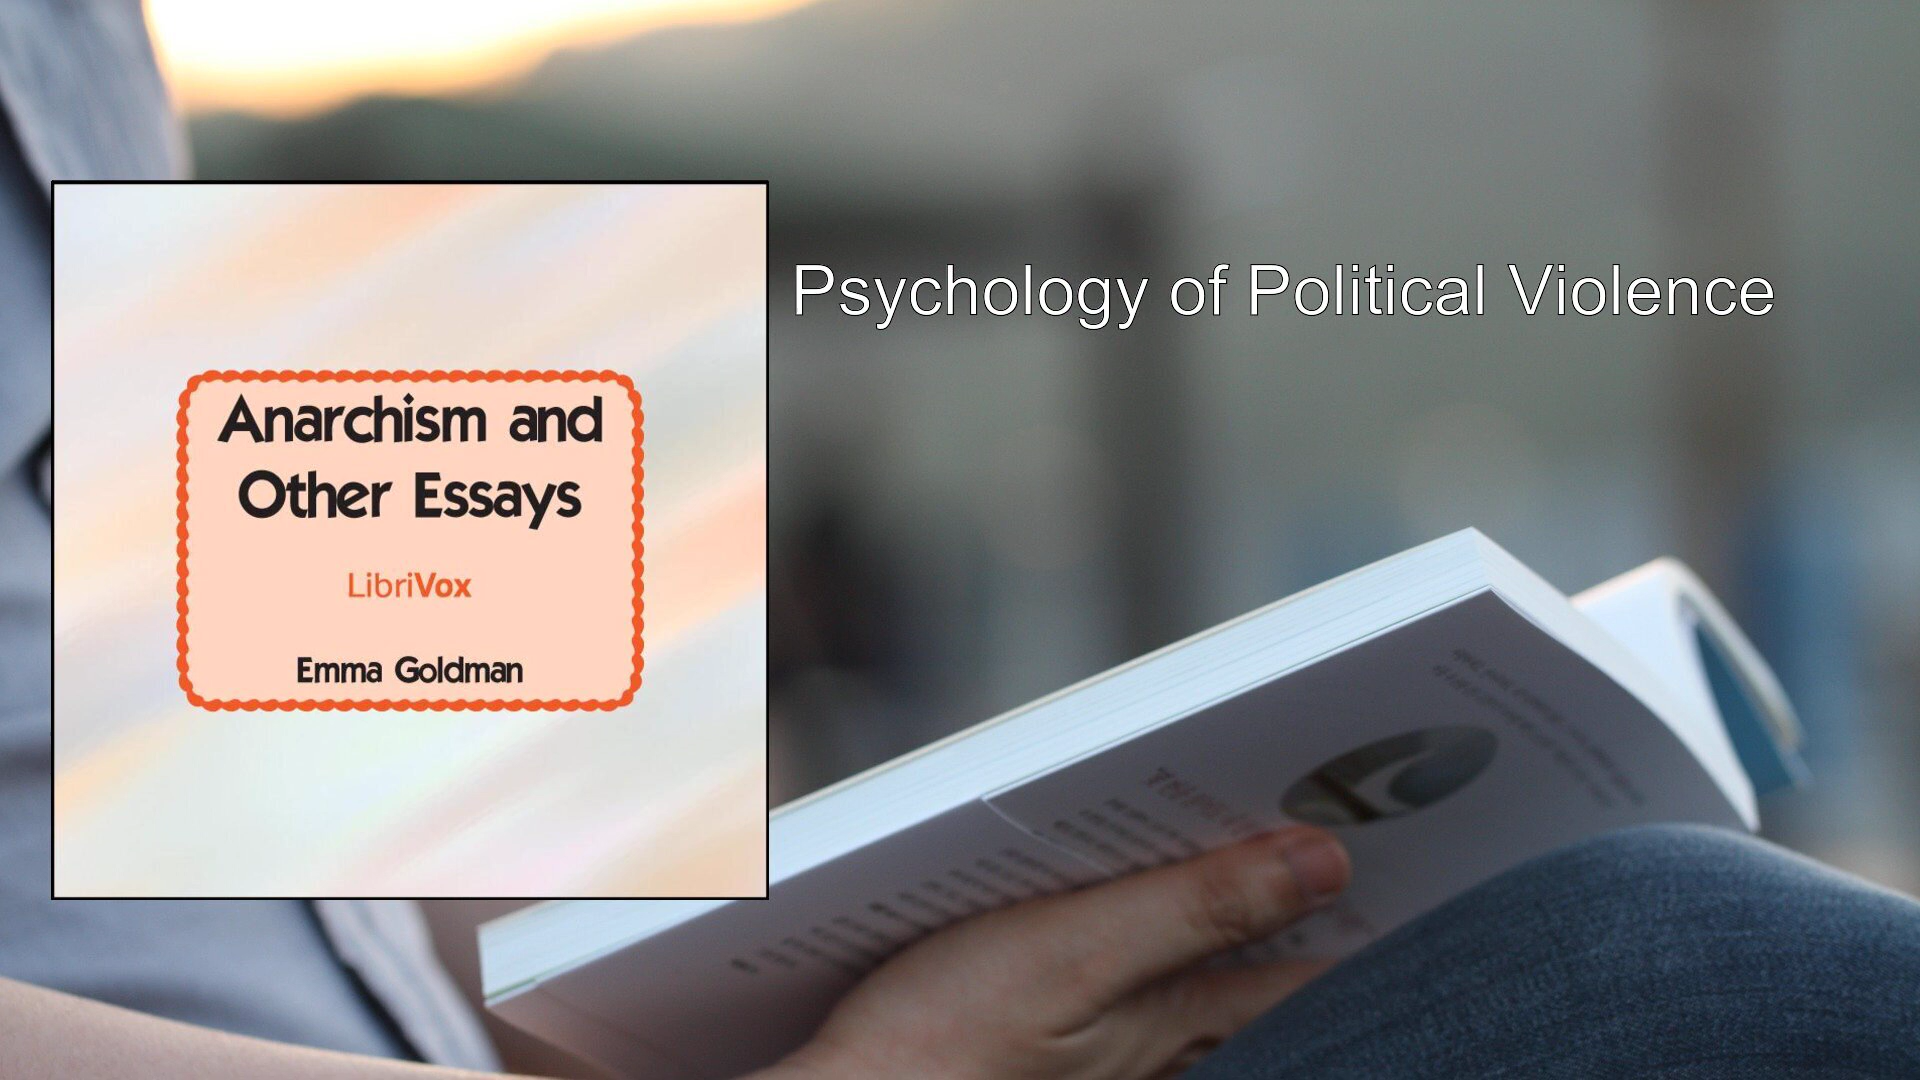 Anarchism and
Other Essays
LibriVox
Emma Goldman
Psychology of Political Violence